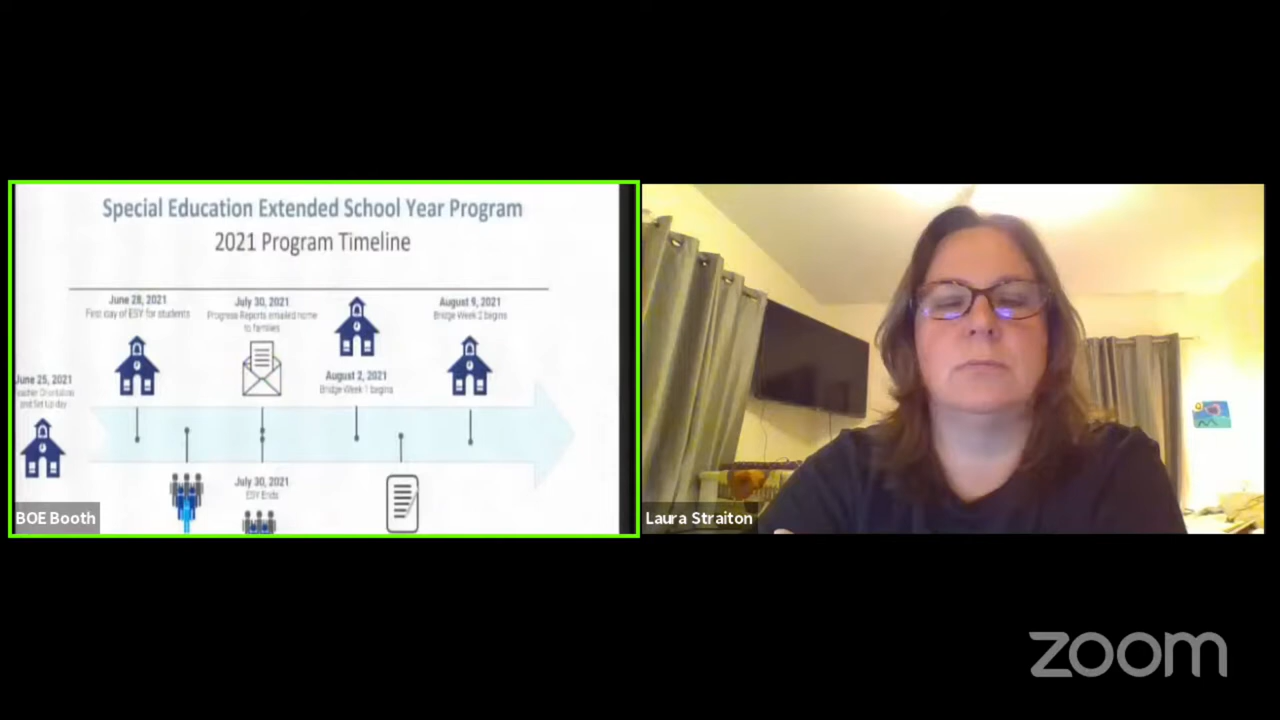 Special Education Extended School Year Program
2021 Program Timeline
June 28, 2021
First day of ESY for students
July 30, 2021
Progress Reports emailed home
to families
August 9, 2021
Bridge Week 2 begins
June 25, 2021
Teacher Orientation
and Set Up day
August 2, 2021
Bridge Week 1 begins
July 30, 2021
ESY Ends
BOE Booth
Laura Straiton
zoom